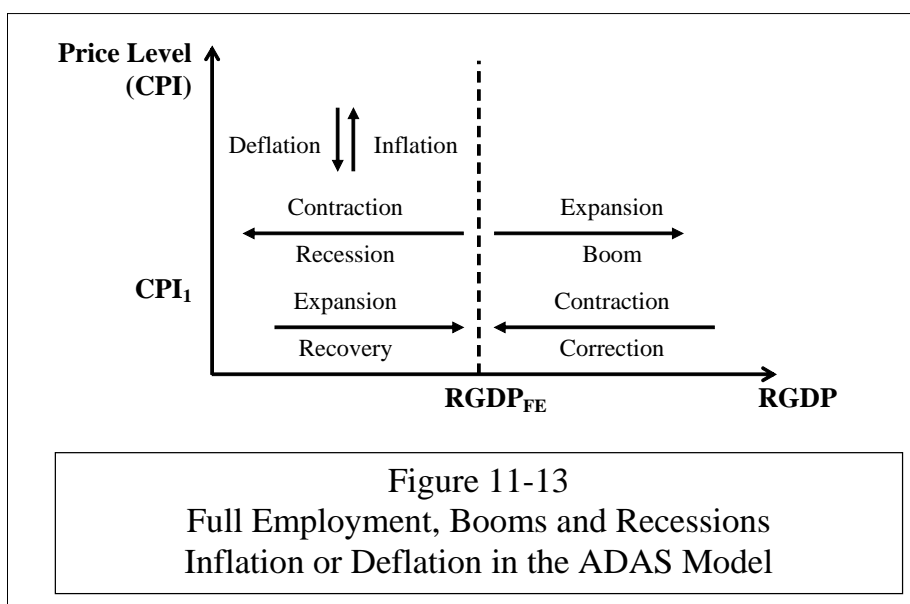 Price Level
(CPI)
Deflation Inflation
Contraction Expansion
Recession Boom
CPI₁
Expansion Contraction
Recovery Correction
RGDP_FE RGDP
Figure 11-13
Full Employment, Booms and Recessions
Inflation or Deflation in the ADAS Model